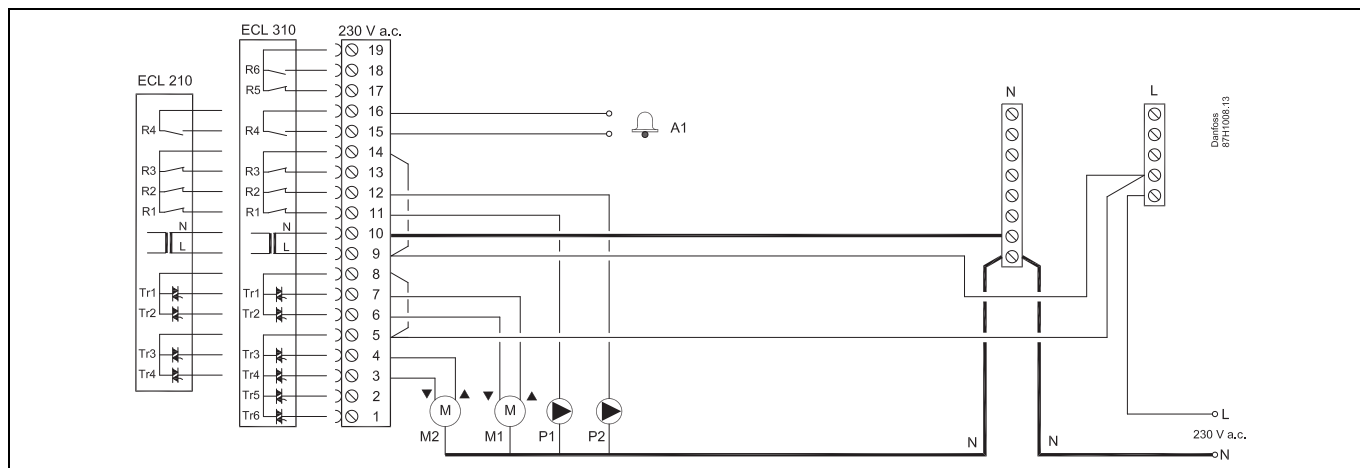 ECL 310
230 V a.c.
ECL 210
R6
R5
R4
R4
R3
R2
R1
R3
R2
R1
N
L
N
L
Tr1
Tr2
Tr1
Tr2
Tr3
Tr4
Tr3
Tr4
Tr5
Tr6
19
18
17
16
15
14
13
12
11
10
9
8
7
6
5
4
3
2
1
A1
N
L
Danfoss
87H1008.13
M
M
M2
M1
P1
P2
N
N
L
230 V a.c.
N